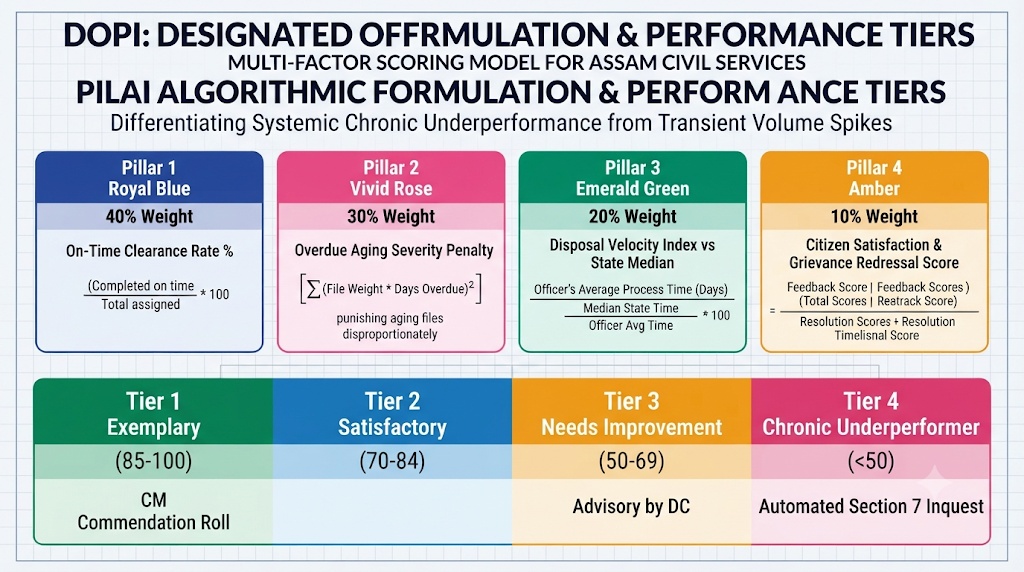 DOPI: DESIGNATED OFFRMULATION & PERFORMANCE TIERS
MULTI-FACTOR SCORING MODEL FOR ASSAM CIVIL SERVICES
PILAI ALGORITHMIC FORMULATION & PERFORM ANCE TIERS
Differentiating Systemic Chronic Underperformance from Transient Volume Spikes
Pillar 1
Royal Blue
40% Weight
On-Time Clearance Rate %
(Completed on time
Total assigned
* 100
Pillar 2
Vivid Rose
30% Weight
Overdue Aging Severity Penalty
[∑(File Weight * Days Overdue)²]
punishing aging files
disproportionately
Pillar 3
Emerald Green
20% Weight
Disposal Velocity Index vs
State Median
Officer's Average Process Time (Days)
Median State Time
Officer Avg Time
* 100
Pillar 4
Amber
10% Weight
Citizen Satisfaction &
Grievance Redressal Score
Feedback Score | Feedback Scores )
(Total Scores | Reatrack Score)
=
Resolution Scores + Resolution
Timelisnal Score
Tier 1
Exemplary
(85-100)
CM
Commendation Roll
Tier 2
Satisfactory
(70-84)
Tier 3
Needs Improvement
(50-69)
Advisory by DC
Tier 4
Chronic Underperformer
(<50)
Automated Section 7 Inquest